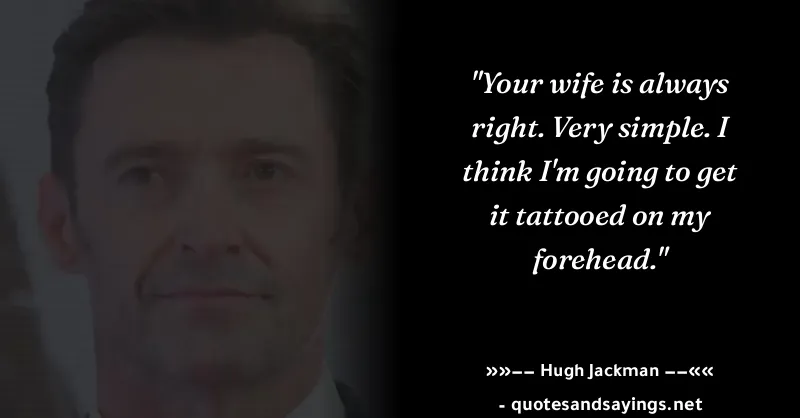 "Your wife is always
right. Very simple. I
think I'm going to get
it tattooed on my
forehead."
»»−− Hugh Jackman −−««
- quotesandsayings.net